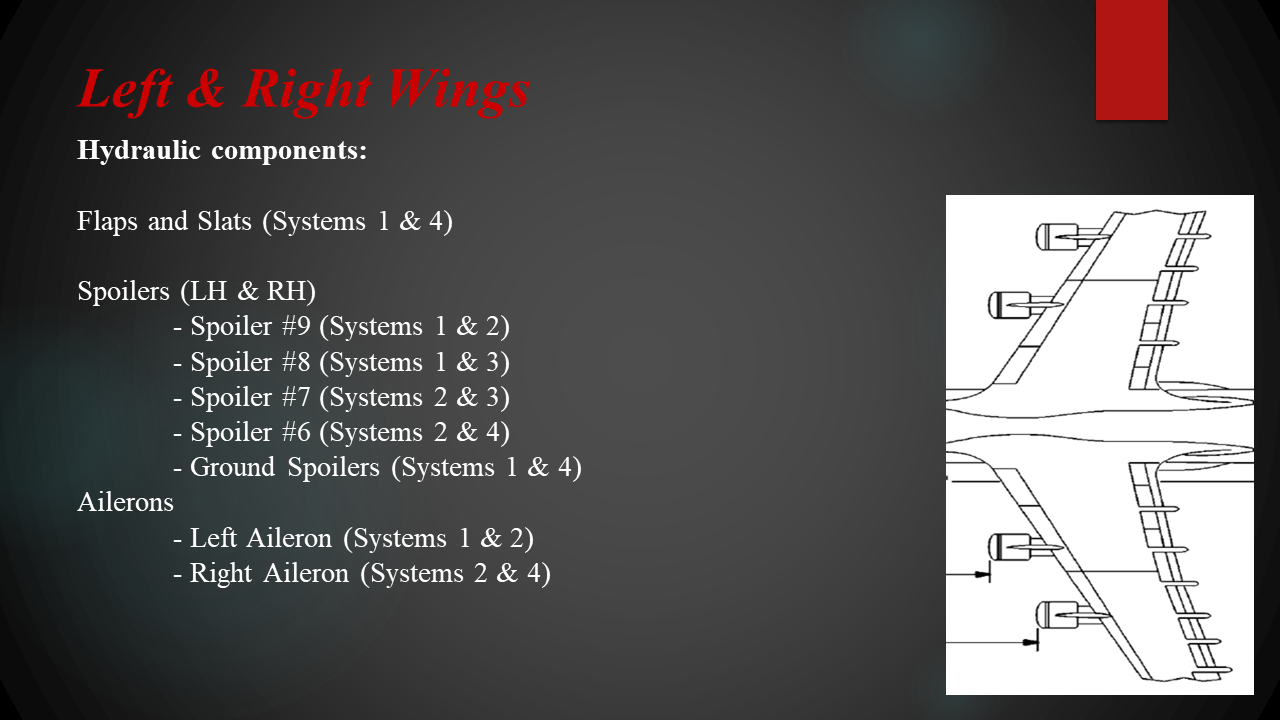 Left & Right Wings
Hydraulic components:
Flaps and Slats (Systems 1 & 4)
Spoilers (LH & RH)
- Spoiler #9 (Systems 1 & 2)
- Spoiler #8 (Systems 1 & 3)
- Spoiler #7 (Systems 2 & 3)
- Spoiler #6 (Systems 2 & 4)
- Ground Spoilers (Systems 1 & 4)
Ailerons
- Left Aileron (Systems 1 & 2)
- Right Aileron (Systems 2 & 4)